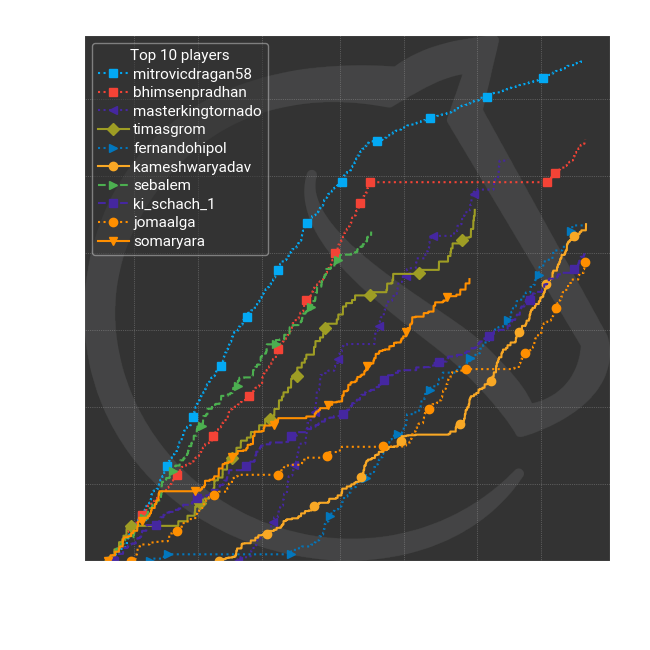 Top 10 players
mitrovicdragan58
bhimsenpradhan
masterkingtornado
timasgrom
fernandohipol
kameshwaryadav
sebalem
ki_schach_1
jomaalga
somaryara